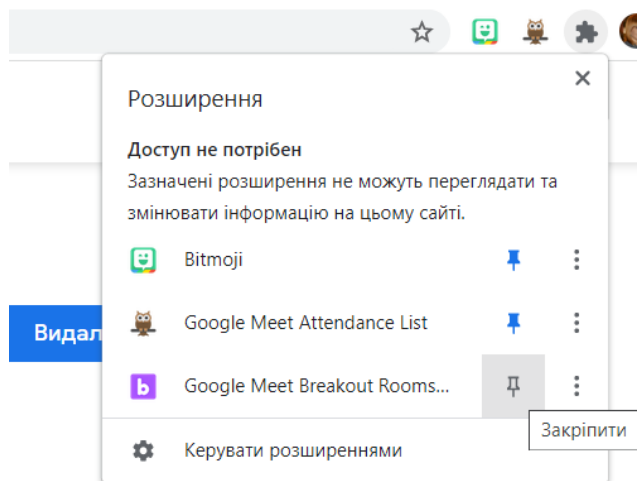 Розширення
Доступ не потрібен
Зазначені розширення не можуть переглядати та
змінювати інформацію на цьому сайті.
Bitmoji
Google Meet Attendance List
Видал
Google Meet Breakout Rooms...
Закріпити
Керувати розширеннями